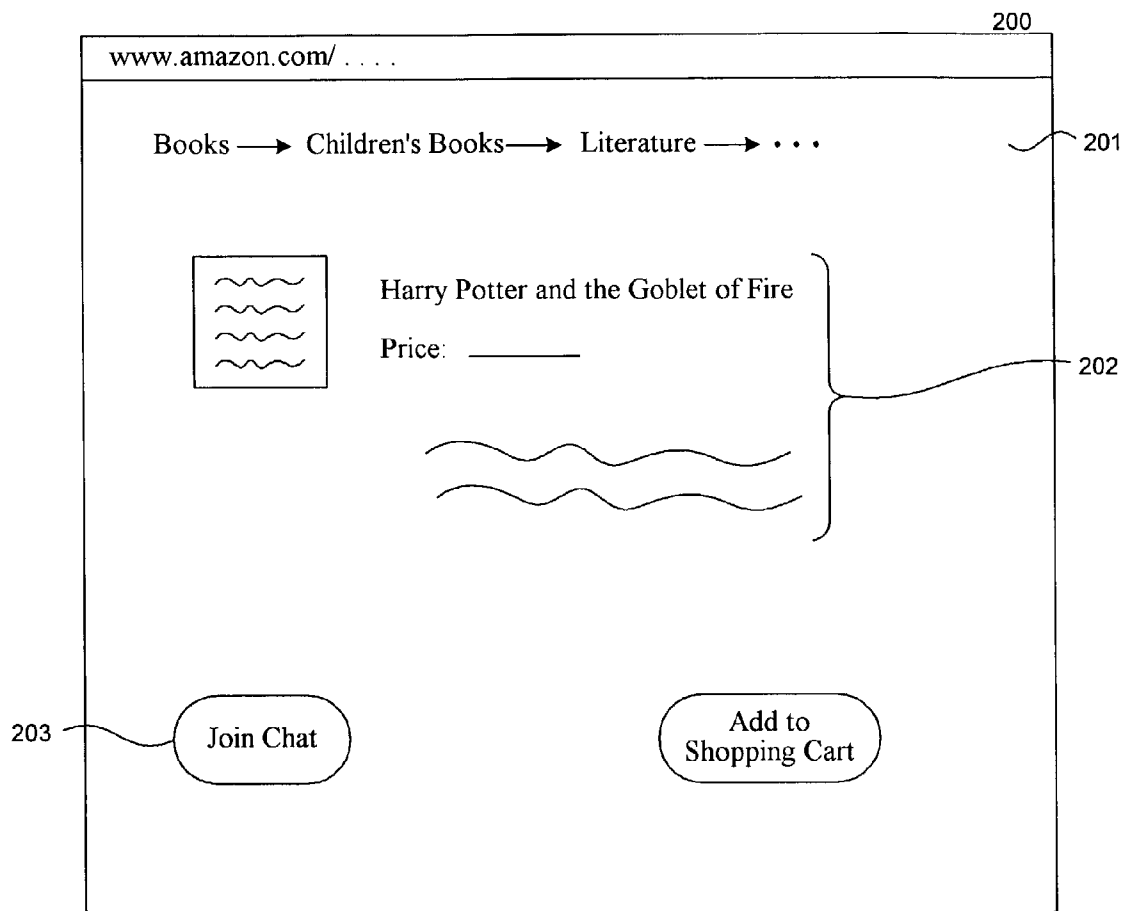 200
www.amazon.com/ . . . .
Books → Children's Books → Literature → • • •
201
Harry Potter and the Goblet of Fire
Price:
202
203
Join Chat
Add to
Shopping Cart